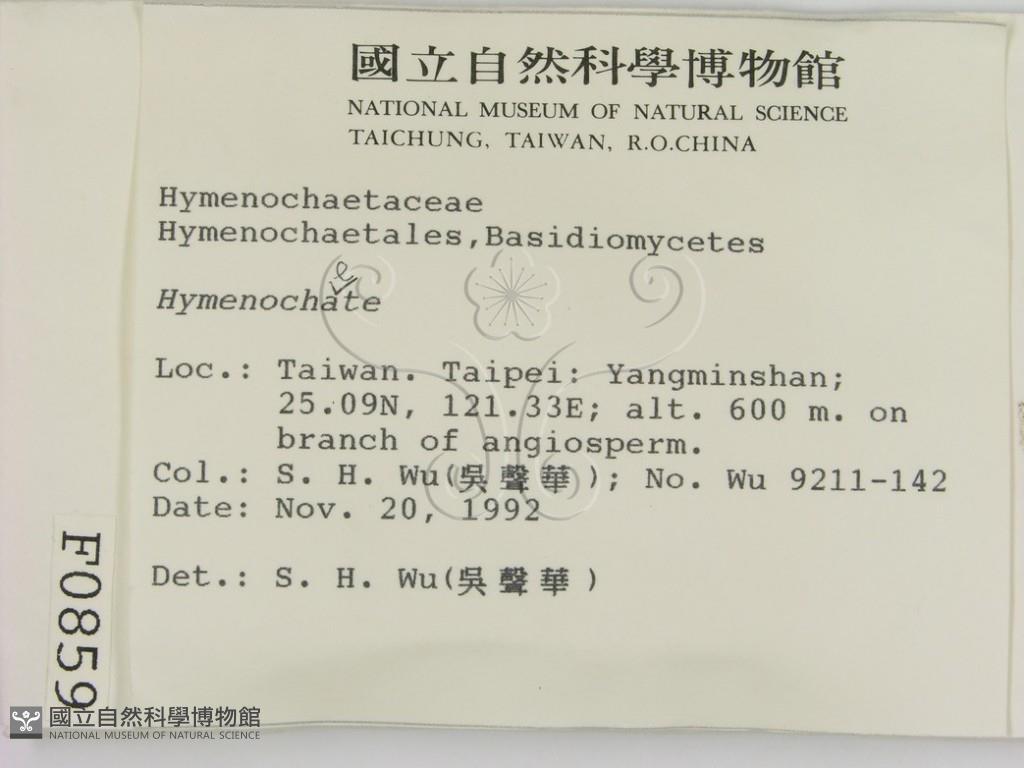 國立自然科學博物館
NATIONAL MUSEUM OF NATURAL SCIENCE
TAICHUNG, TAIWAN, R.O.CHINA
Hymenochaetaceae
Hymenochaetales,Basidiomycetes
e
Hymenochate
Loc.: Taiwan. Taipei: Yangminshan;
25.09N, 121.33E; alt. 600 m. on
branch of angiosperm.
Col.: S. H. Wu(吳聲華); No. Wu 9211-142
Date: Nov. 20, 1992
Det.: S. H. Wu(吳聲華)
F0859
國立自然科學博物館
NATIONAL MUSEUM OF NATURAL SCIENCE